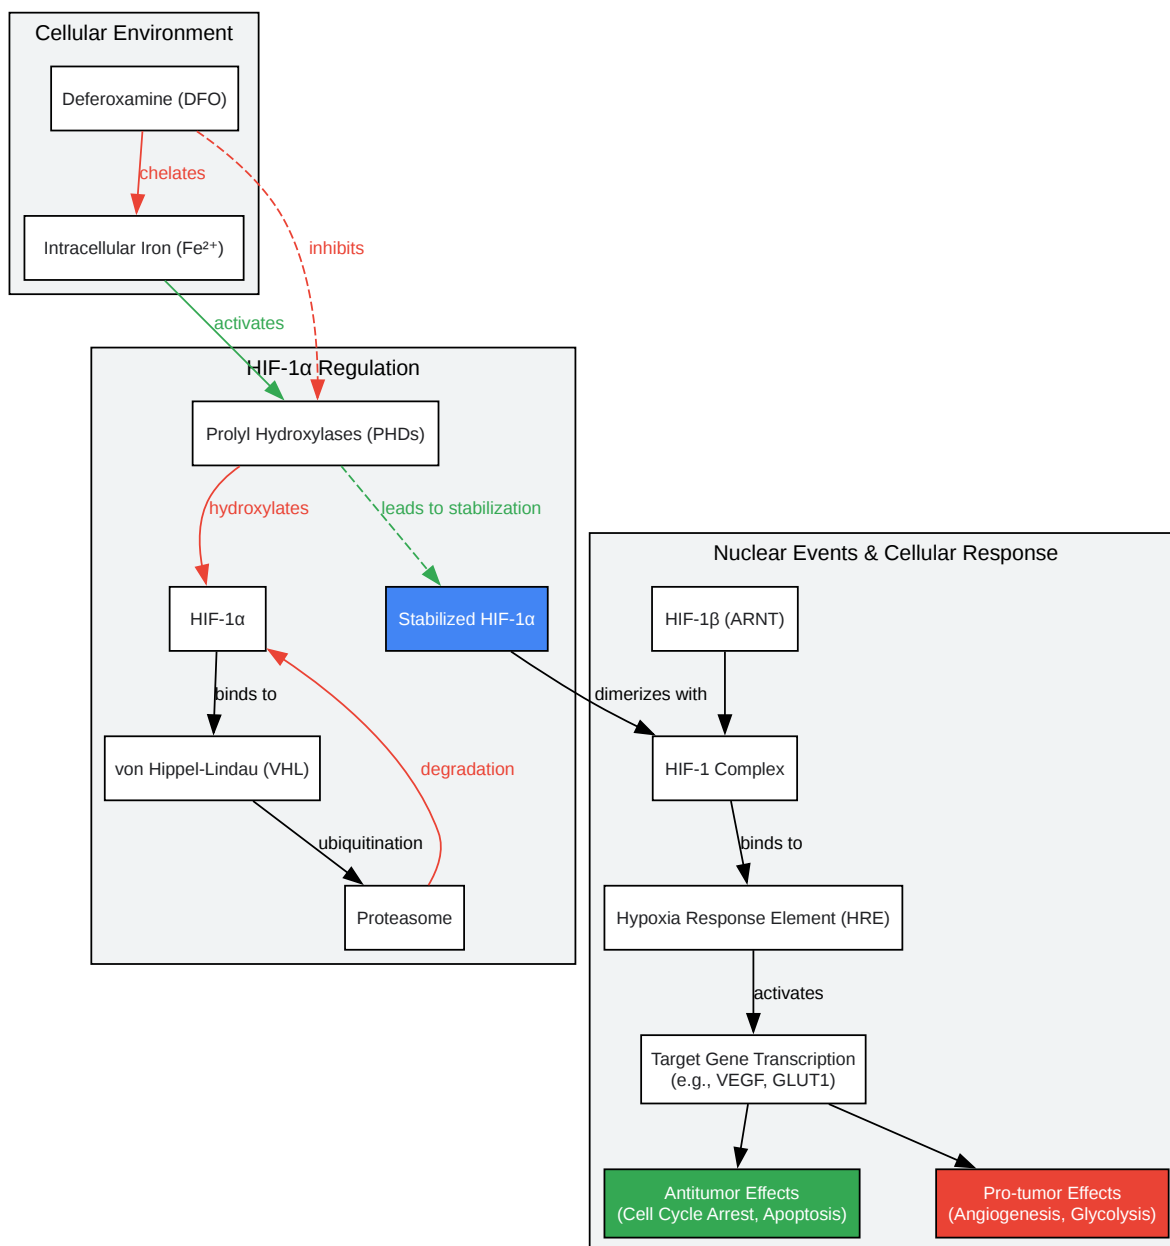 Cellular Environment
Deferoxamine (DFO)
chelates
Intracellular Iron (Fe²⁺)
inhibits
activates
HIF-1α Regulation
Prolyl Hydroxylases (PHDs)
hydroxylates
leads to stabilization
Nuclear Events & Cellular Response
HIF-1α
Stabilized HIF-1α
HIF-1β (ARNT)
binds to
dimerizes with
von Hippel-Lindau (VHL)
degradation
HIF-1 Complex
ubiquitination
binds to
Proteasome
Hypoxia Response Element (HRE)
activates
Target Gene Transcription
(e.g., VEGF, GLUT1)
Antitumor Effects
(Cell Cycle Arrest, Apoptosis)
Pro-tumor Effects
(Angiogenesis, Glycolysis)